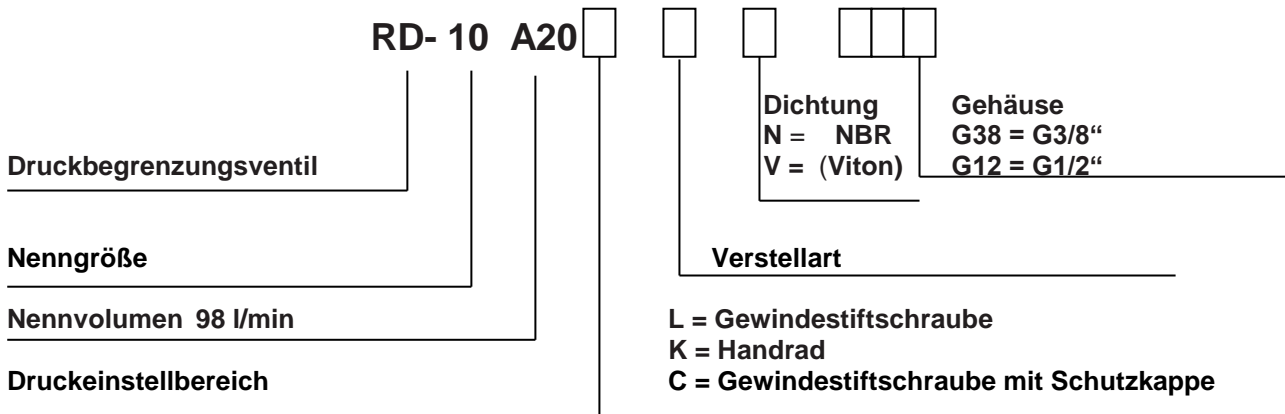 RD- 10 A20
Dichtung
N = NBR
V = (Viton)
Gehäuse
G38 = G3/8“
G12 = G1/2“
Druckbegrenzungsventil
Nenngröße
Verstellart
Nennvolumen 98 l/min
L = Gewindestiftschraube
K = Handrad
Druckeinstellbereich
C = Gewindestiftschraube mit Schutzkappe